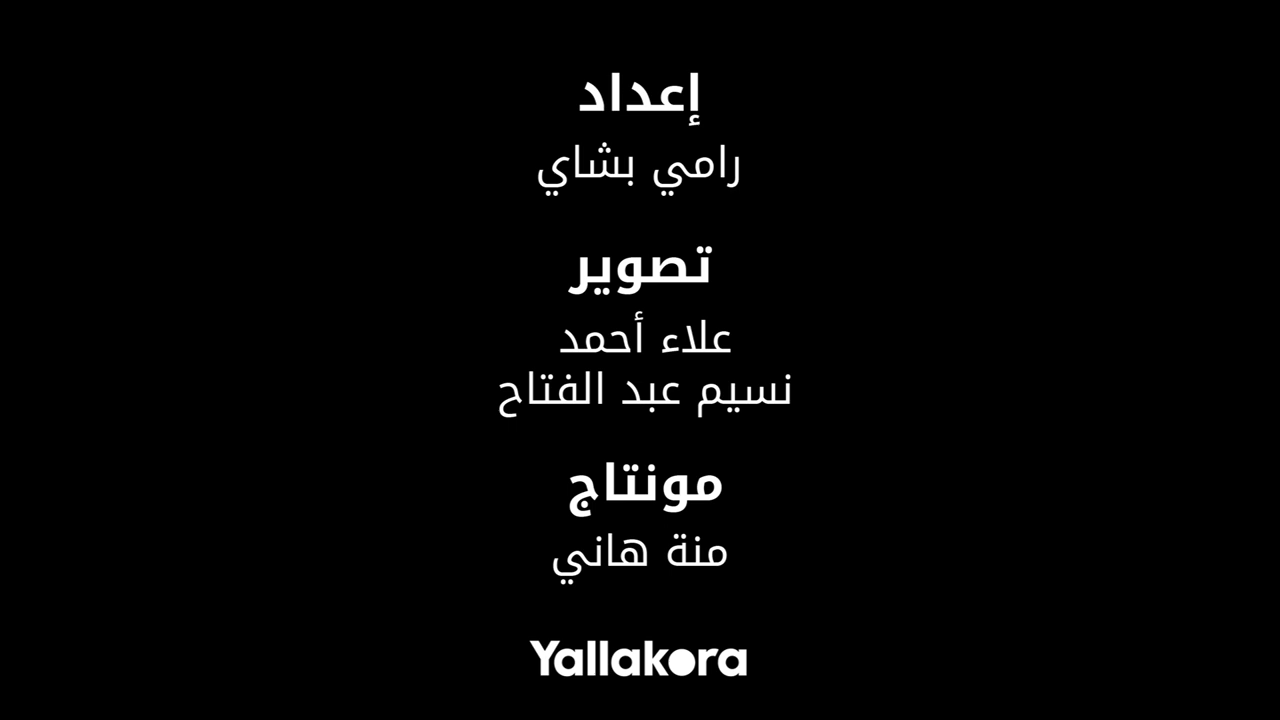 إعداد
رامي بشاي
تصوير
علاء أحمد
نسيم عبد الفتاح
مونتاج
منة هاني
Yallakora